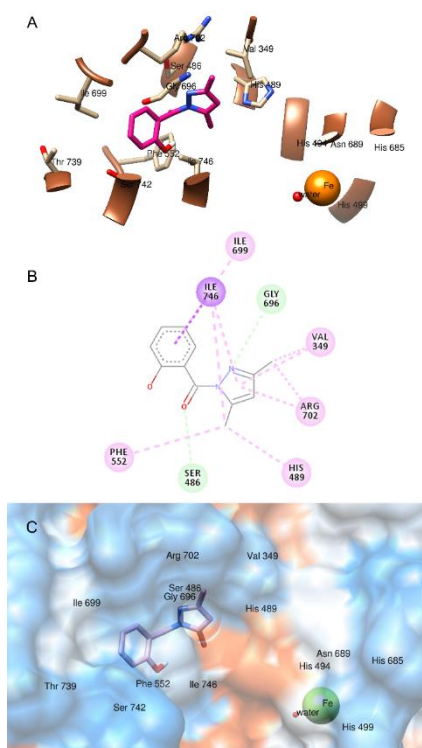 A
Arg 702
Val 349
Ser 486
Gly 696
His 489
Ile 699
His 494
Asn 689
His 685
Phe 552
Ile 746
Thr 739
Ser 742
Fe
water
His 499
B
ILE
699
ILE
746
GLY
696
VAL
349
N
N
ARG
702
O
O
PHE
552
SER
486
HIS
489
C
Arg 702
Val 349
Ser 486
Gly 696
Ile 699
His 489
Asn 689
His 494
His 685
Thr 739
Phe 552
Ile 746
Ser 742
Fe
water
His 499